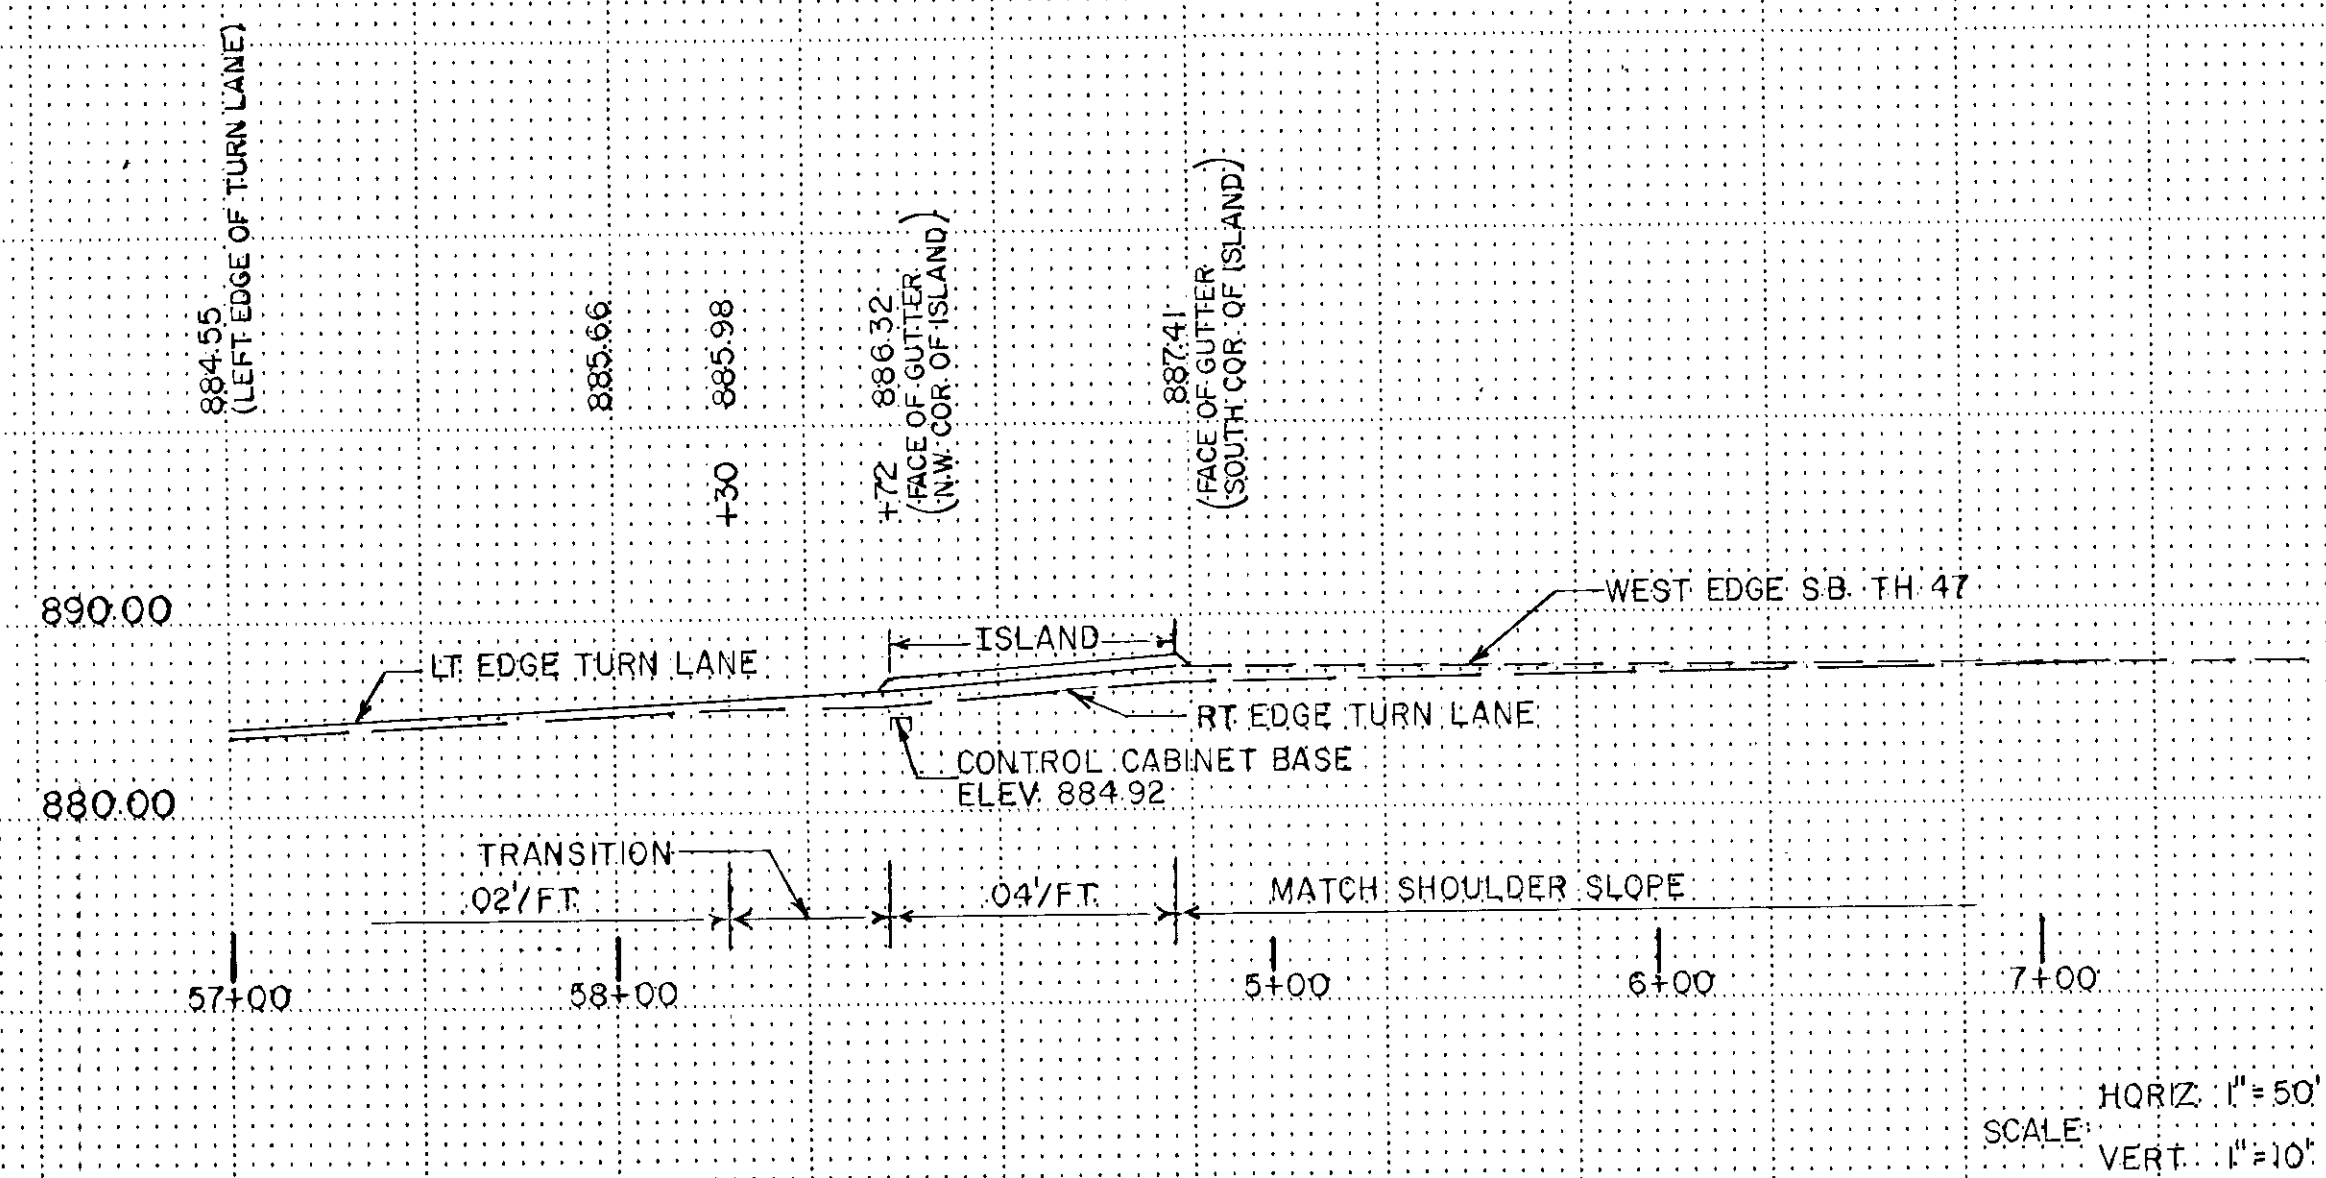 884.55
(LEFT EDGE OF TURN LANE)
885.66
+30 885.98
+72 886.32
(FACE OF GUTTER)
(N.W. COR OF ISLAND)
887.41
(FACE OF GUTTER)
(SOUTH COR. OF ISLAND)
890.00
ISLAND
WEST EDGE S.B. T.H. 47
LT. EDGE TURN LANE
RT. EDGE TURN LANE
CONTROL CABINET BASE
ELEV. 884.92
880.00
TRANSITION
.02'/FT.
.04'/FT.
MATCH SHOULDER SLOPE
57+00
58+00
5+00
6+00
7+00
SCALE:
HORIZ. 1" = 50'
VERT. 1" = 10'